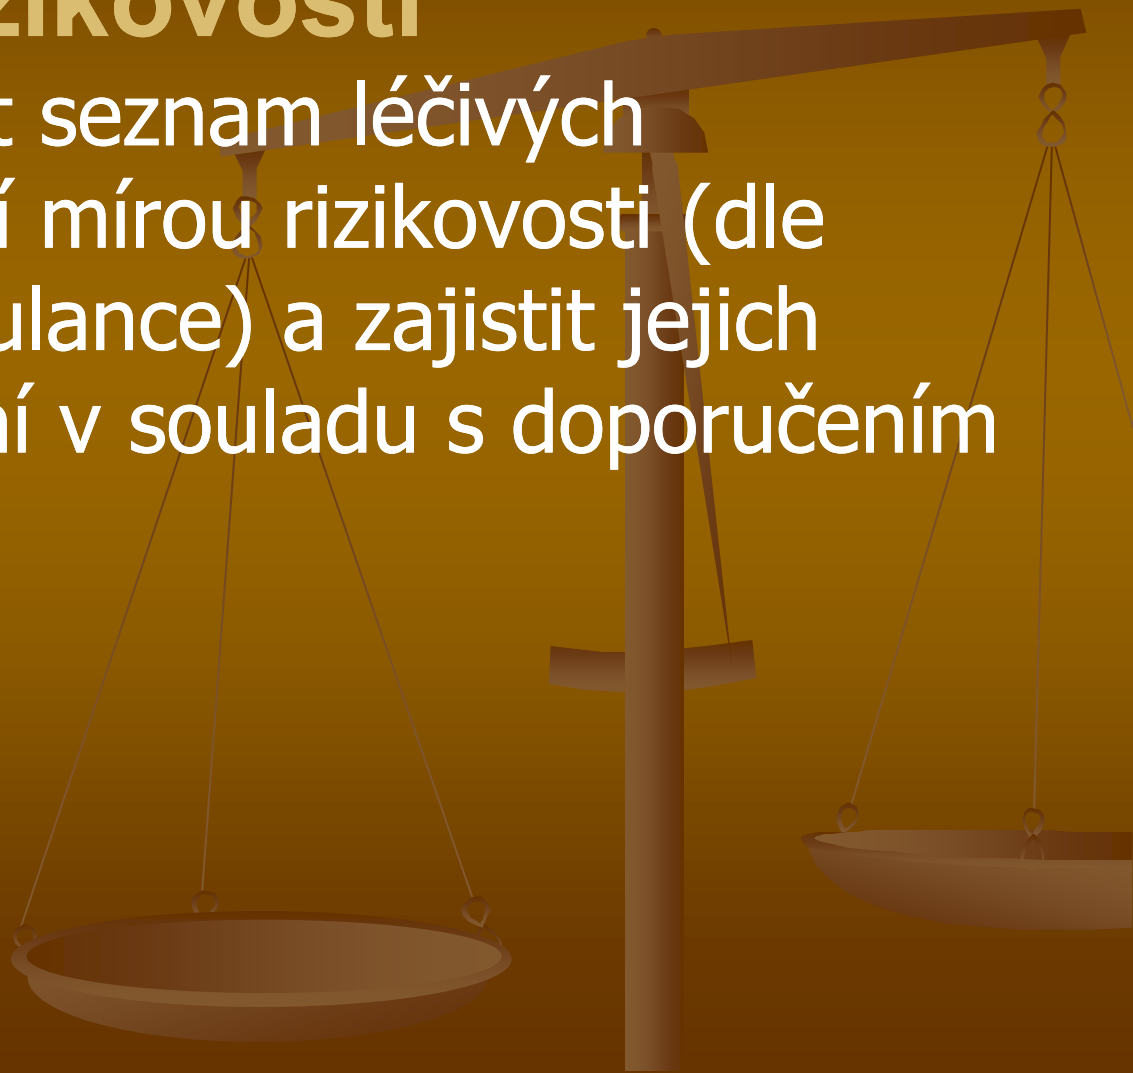 zikovosti
t seznam léčivých
í mírou rizikovosti (dle
ulance) a zajistit jejich
ní v souladu s doporučením